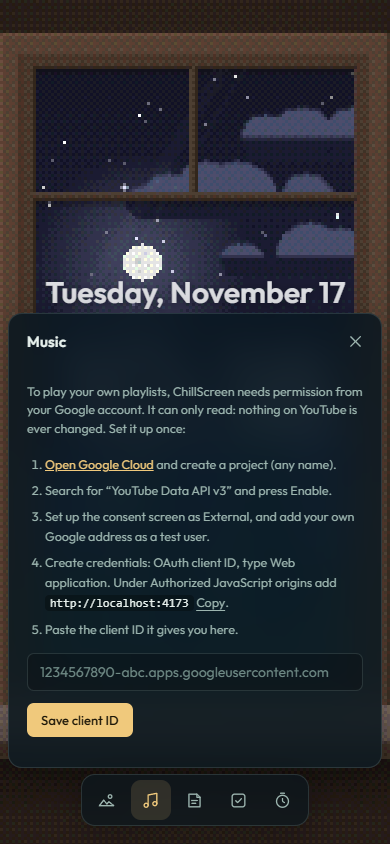 Tuesday, November 17
Music
To play your own playlists, ChillScreen needs permission from
your Google account. It can only read: nothing on YouTube is
ever changed. Set it up once:
1. Open Google Cloud and create a project (any name).
2. Search for “YouTube Data API v3” and press Enable.
3. Set up the consent screen as External, and add your own
Google address as a test user.
4. Create credentials: OAuth client ID, type Web
application. Under Authorized JavaScript origins add
http://localhost:4173 Copy.
5. Paste the client ID it gives you here.
1234567890-abc.apps.googleusercontent.com
Save client ID